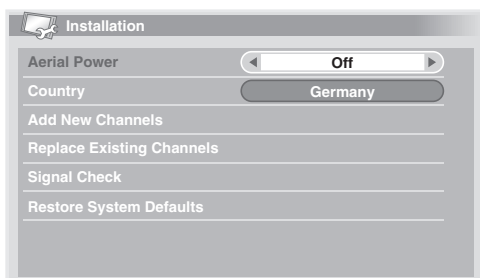 Installation
Aerial Power Off
Country Germany
Add New Channels
Replace Existing Channels
Signal Check
Restore System Defaults